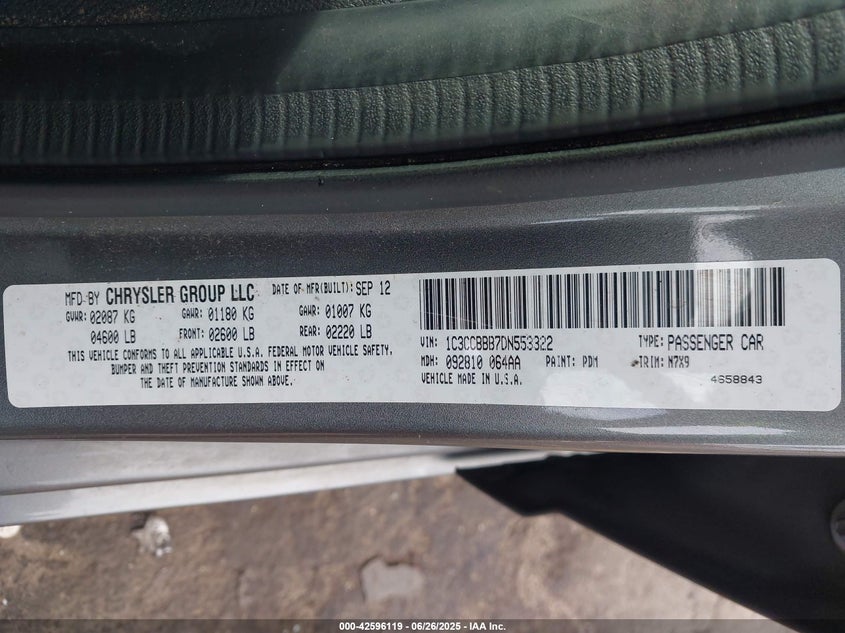 MFD BY CHRYSLER GROUP LLC DATE OF MFR(BUILT): SEP 12
GVWR: 02087 KG GAWR: 01180 KG GAWR: 01007 KG
04600 LB FRONT: 02600 LB REAR: 02220 LB
THIS VEHICLE CONFORMS TO ALL APPLICABLE U.S.A. FEDERAL MOTOR VEHICLE SAFETY,
BUMPER AND THEFT PREVENTION STANDARDS IN EFFECT ON
THE DATE OF MANUFACTURE SHOWN ABOVE.
VIN: 1C3CCBBB7DN553322 TYPE: PASSENGER CAR
MDH: 092810 064AA PAINT: PDM TRIM: N7X9
VEHICLE MADE IN U.S.A. 4658843
000-42596119 | 06/26/2025 - IAA Inc.